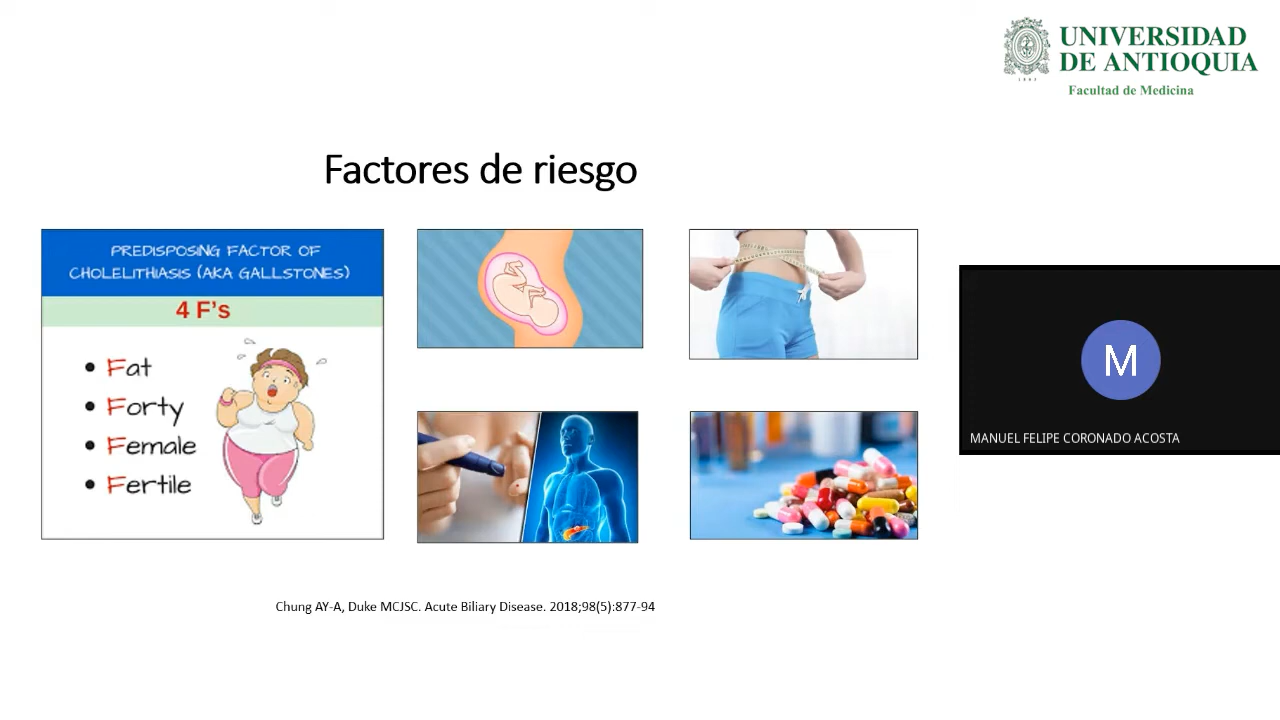 UNIVERSIDAD
DE ANTIOQUIA
1803
Facultad de Medicina
Factores de riesgo
PREDISPOSING FACTOR OF
CHOLELITHIASIS (AKA GALLSTONES)
4 F's
• Fat
• Forty
• Female
• Fertile
M
MANUEL FELIPE CORONADO ACOSTA
Chung AY-A, Duke MCJSC. Acute Biliary Disease. 2018;98(5):877-94